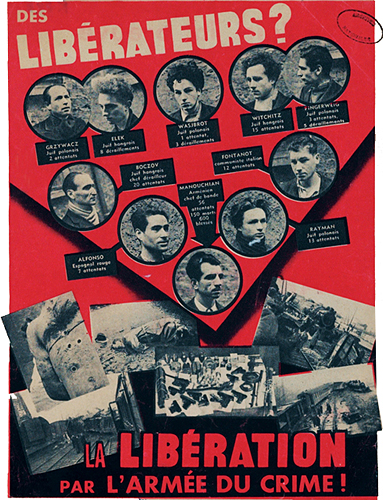 DES
LIBÉRATEURS?
GRZYWACZ
Juif polonais
2 attentats
ELEK
Juif hongrois
8 déraillements
WASJBROT
Juif polonais
1 attentat,
3 déraillements
WITCHITZ
Juif hongrois
15 attentats
FINGERWEIG
Juif polonais
3 attentats,
5 déraillements
BOCZOV
Juif hongrois
chef dérailleur
20 attentats
FONTANOT
communiste italien
12 attentats
MANOUCHIAN
Arménien
chef de bande
56
attentats
150 morts
600
blessés
ALFONSO
Espagnol rouge
7 attentats
RAYMAN
Juif polonais
13 attentats
LA LIBÉRATION
PAR L'ARMÉE DU CRIME!